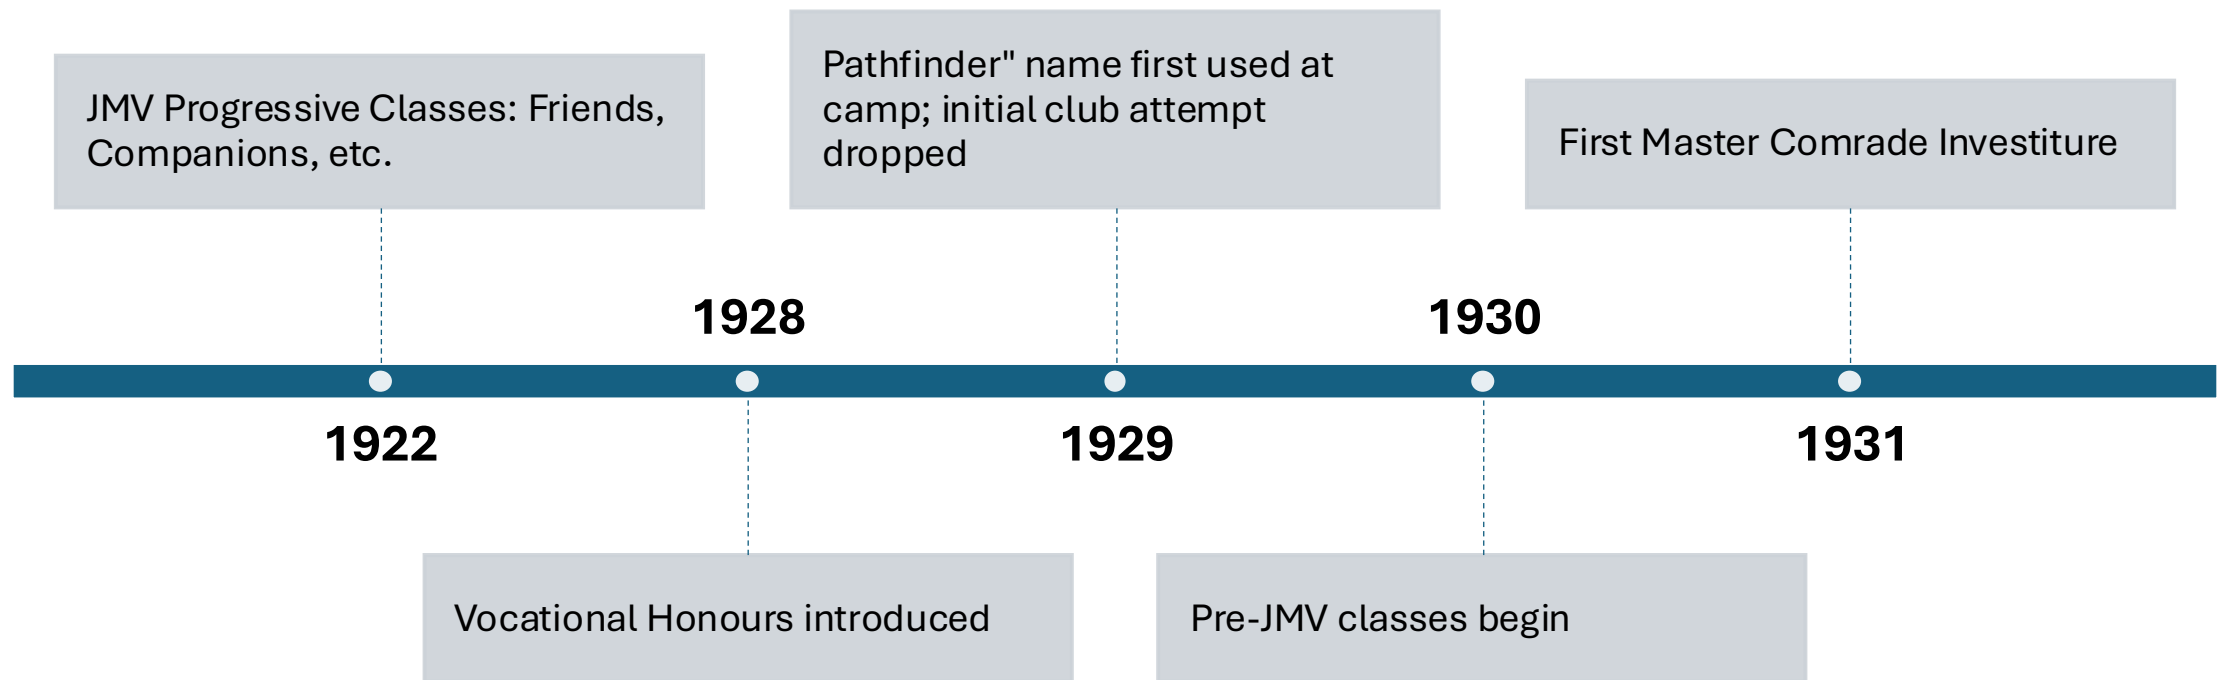 JMV Progressive Classes: Friends,
Companions, etc.
Pathfinder" name first used at
camp; initial club attempt
dropped
First Master Comrade Investiture
1928
1930
1922
1929
1931
Vocational Honours introduced
Pre-JMV classes begin